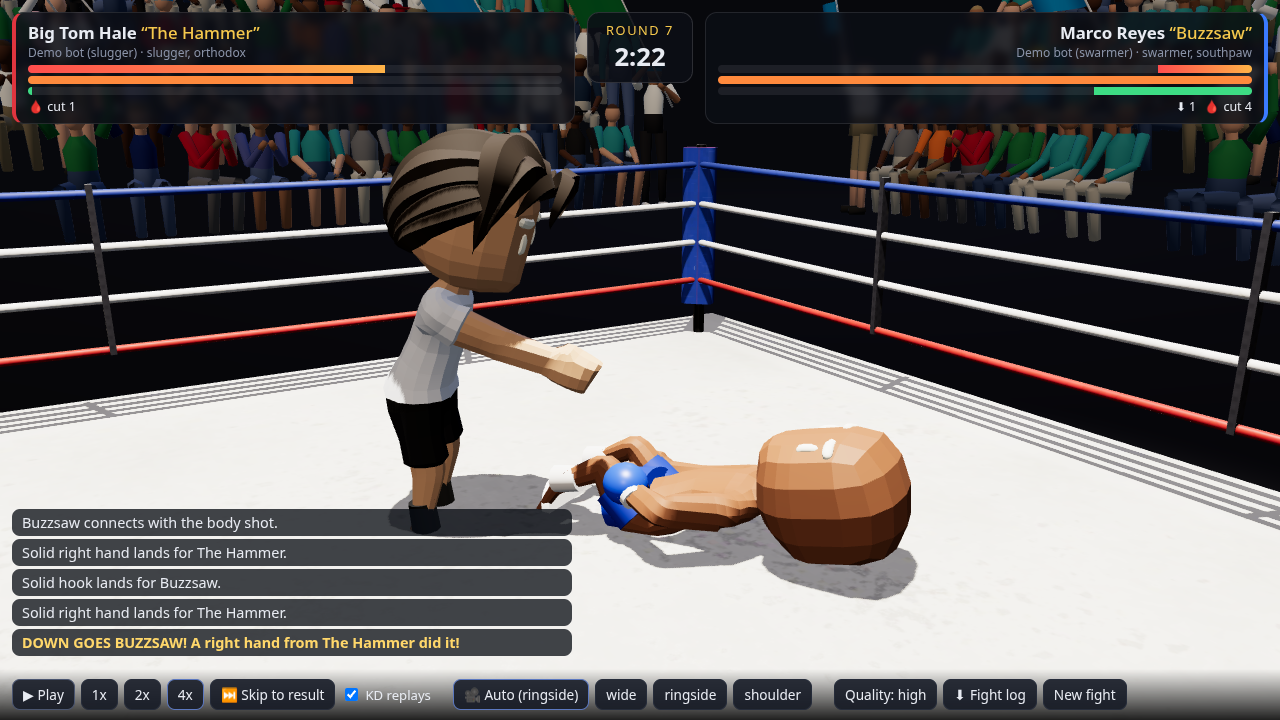 Big Tom Hale “The Hammer”
Demo bot (slugger) · slugger, orthodox
cut 1
ROUND 7
2:22
Marco Reyes “Buzzsaw”
Demo bot (swarmer) · swarmer, southpaw
⬇ 1 cut 4
Buzzsaw connects with the body shot.
Solid right hand lands for The Hammer.
Solid hook lands for Buzzsaw.
Solid right hand lands for The Hammer.
DOWN GOES BUZZSAW! A right hand from The Hammer did it!
▶ Play 1x 2x 4x ⏩ Skip to result KD replays 🎥 Auto (ringside) wide ringside shoulder Quality: high ⬇ Fight log New fight